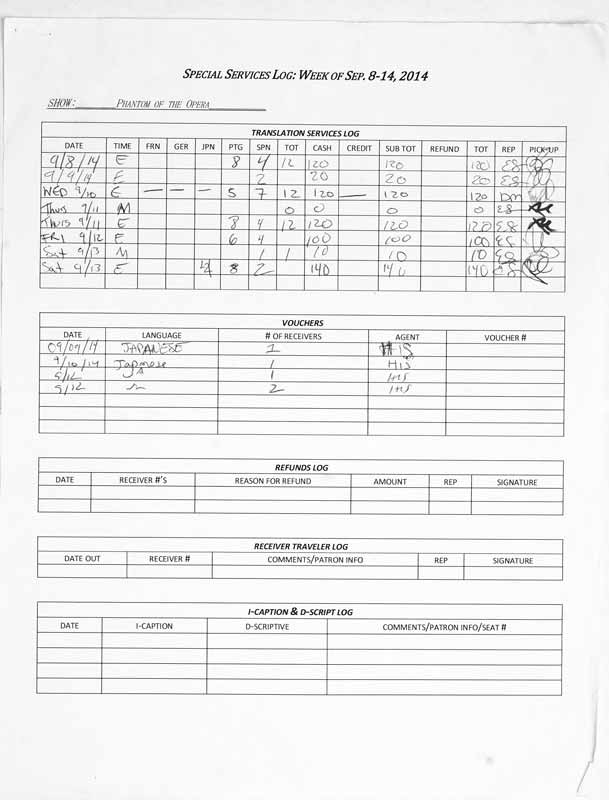 SPECIAL SERVICES LOG: WEEK OF SEP. 8-14, 2014
SHOW: PHANTOM OF THE OPERA
TRANSLATION SERVICES LOG
DATE TIME FRN GER JPN PTG SPN TOT CASH CREDIT SUB TOT REFUND TOT REP PICK-UP
9/8/14 E 8 4 12 120 120 120 ES
9/9/14 E 2 20 20 20 ES
WED 9/10 E — — — 5 7 12 120 — 120 120 DM
Thurs 9/11 M 0 0 0 0 ES
Thurs 9/11 E 8 4 12 120 120 120 ES
FRI 9/12 E 6 4 100 100 100 ES
Sat 9/13 M 1 1 10 10 10 ES
Sat 9/13 E 4 8 2 140 140 140 ES
VOUCHERS
DATE LANGUAGE # OF RECEIVERS AGENT VOUCHER #
09/09/14 JAPANESE 1 HIS
9/10/14 Japanese 1 HIS
9/12 1 HIS
9/12 2 HIS
REFUNDS LOG
DATE RECEIVER #'S REASON FOR REFUND AMOUNT REP SIGNATURE
RECEIVER TRAVELER LOG
DATE OUT RECEIVER # COMMENTS/PATRON INFO REP SIGNATURE
I-CAPTION & D-SCRIPT LOG
DATE I-CAPTION D-SCRIPTIVE COMMENTS/PATRON INFO/SEAT #